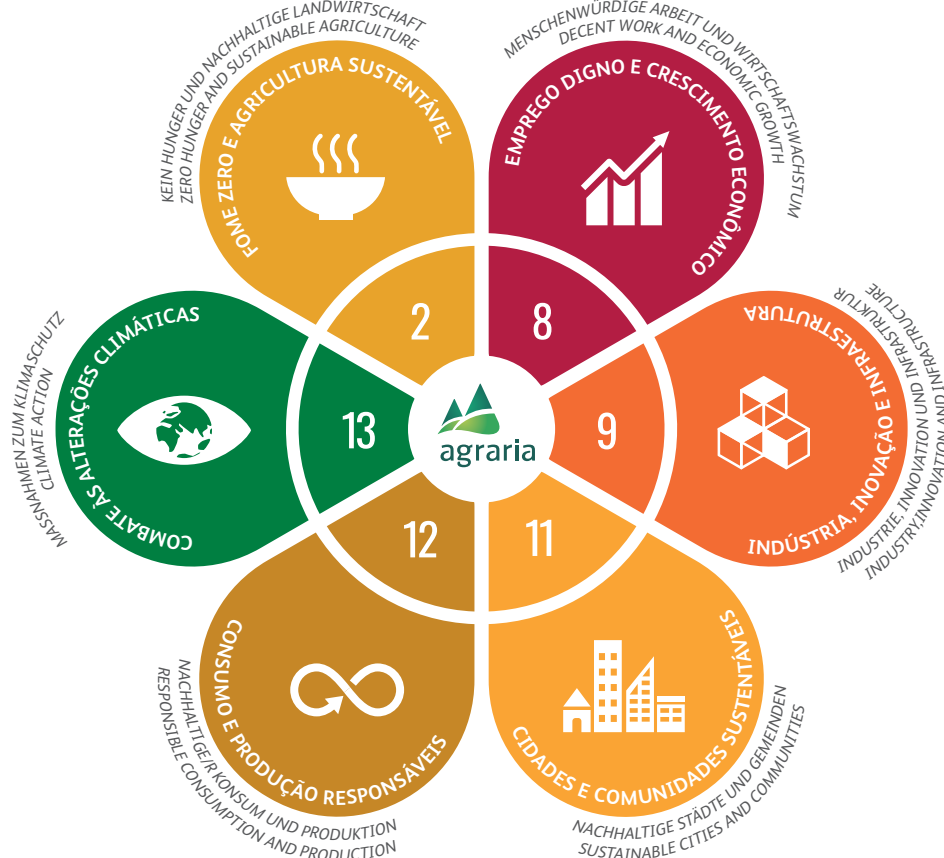 KEIN HUNGER UND NACHHALTIGE LANDWIRTSCHAFT
ZERO HUNGER AND SUSTAINABLE AGRICULTURE
FOME ZERO E AGRICULTURA SUSTENTÁVEL
2
MENSCHENWÜRDIGE ARBEIT UND WIRTSCHAFTSWACHSTUM
DECENT WORK AND ECONOMIC GROWTH
EMPREGO DIGNO E CRESCIMENTO ECONÔMICO
8
INDÚSTRIA, INOVAÇÃO E INFRAESTRUTURA
INDUSTRIE, INNOVATION UND INFRASTRUKTUR
INDUSTRY,INNOVATION AND INFRASTRUCTURE
9
CIDADES E COMUNIDADES SUSTENTÁVEIS
NACHHALTIGE STÄDTE UND GEMEINDEN
SUSTAINABLE CITIES AND COMMUNITIES
11
CONSUMO E PRODUÇÃO RESPONSÁVEIS
NACHHALTIGE/R KONSUM UND PRODUKTION
RESPONSIBLE CONSUMPTION AND PRODUCTION
12
MASSNAHMEN ZUM KLIMASCHUTZ
CLIMATE ACTION
COMBATE ÀS ALTERAÇÕES CLIMÁTICAS
13
agraria